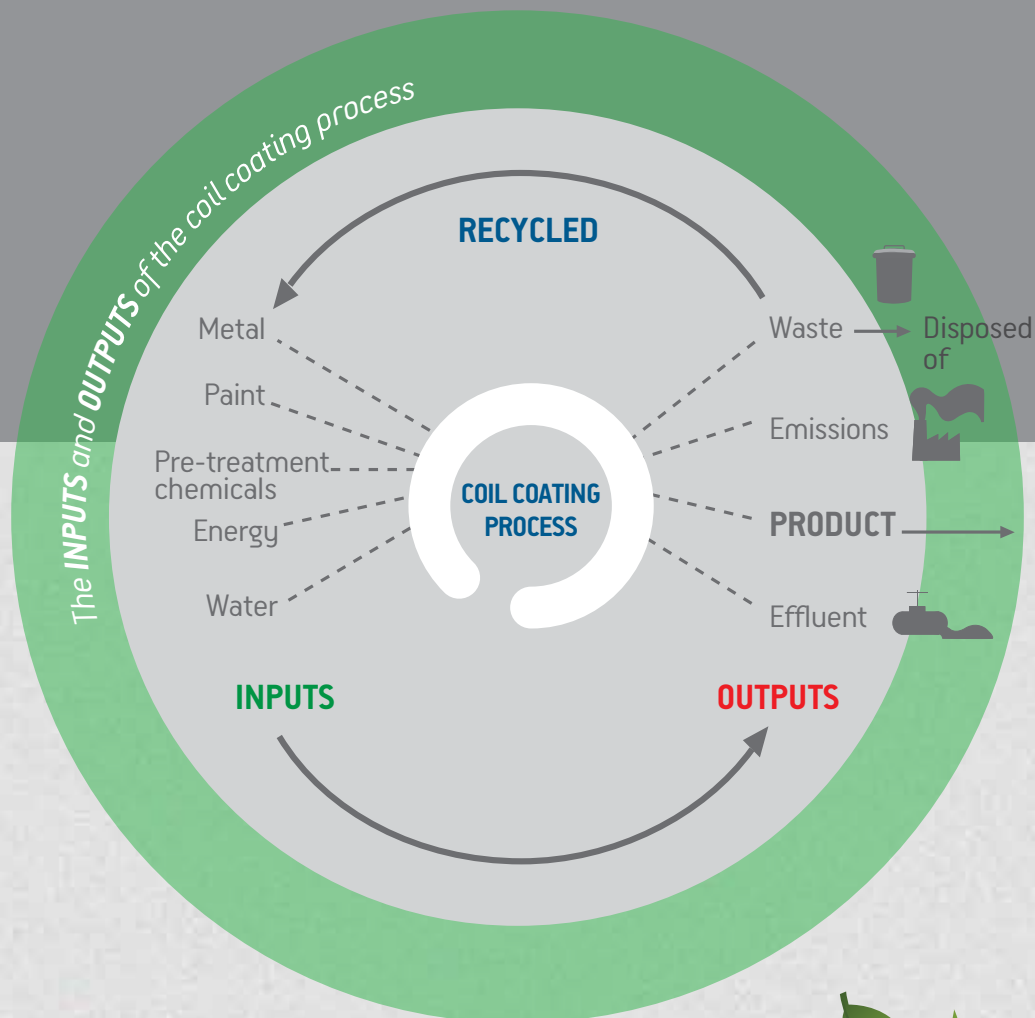 The INPUTS and OUTPUTS of the coil coating process
RECYCLED
Metal
Paint
Pre-treatment
chemicals
Energy
Water
COIL COATING
PROCESS
Waste
Disposed
of
Emissions
PRODUCT
Effluent
INPUTS
OUTPUTS